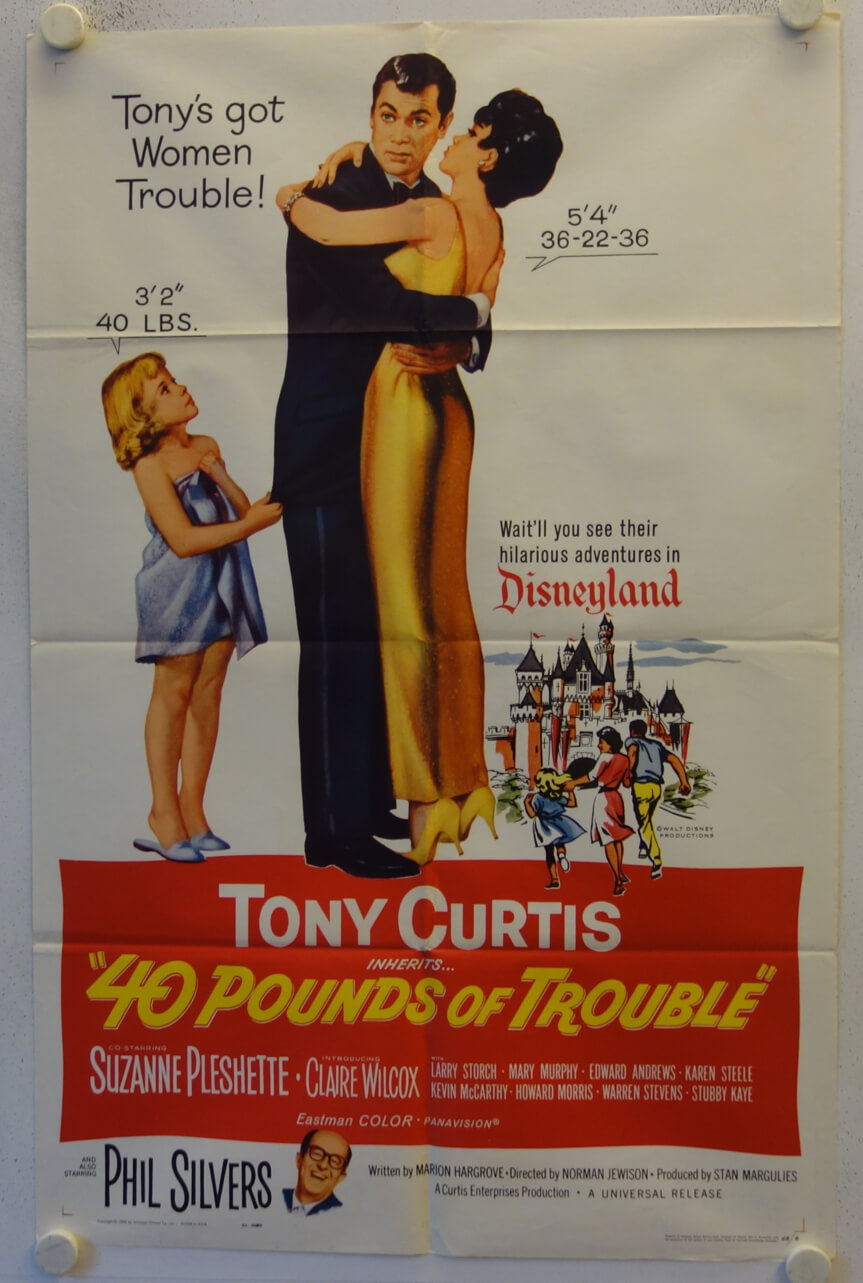 Tony's got
Women
Trouble!
5'4"
36-22-36
3'2"
40 LBS.
Wait'll you see their
hilarious adventures in
Disneyland
©WALT DISNEY
PRODUCTIONS
TONY CURTIS
INHERITS...
"40 POUNDS OF TROUBLE"
CO-STARRING
SUZANNE PLESHETTE •
INTRODUCING
CLAIRE WILCOX
WITH
LARRY STORCH • MARY MURPHY • EDWARD ANDREWS • KAREN STEELE
KEVIN McCARTHY • HOWARD MORRIS • WARREN STEVENS • STUBBY KAYE
Eastman COLOR • PANAVISION®
AND
ALSO
STARRING
PHIL SILVERS
Written by MARION HARGROVE • Directed by NORMAN JEWISON • Produced by STAN MARGULIES
A Curtis Enterprises Production • A UNIVERSAL RELEASE